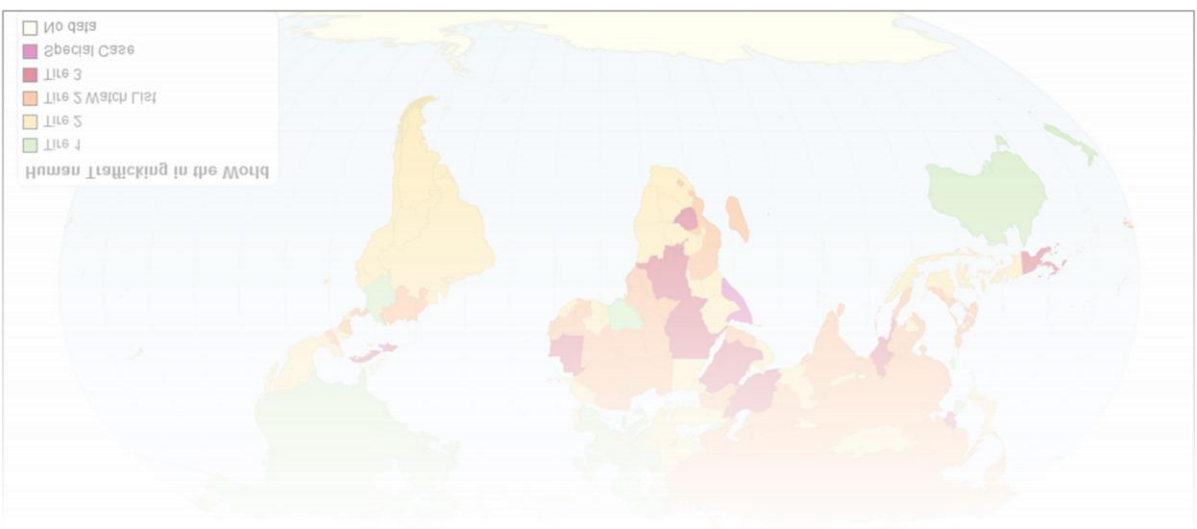 Human Trafficking in the World
Tire 1
Tire 2
Tire 2 Watch List
Tire 3
Special Case
No data